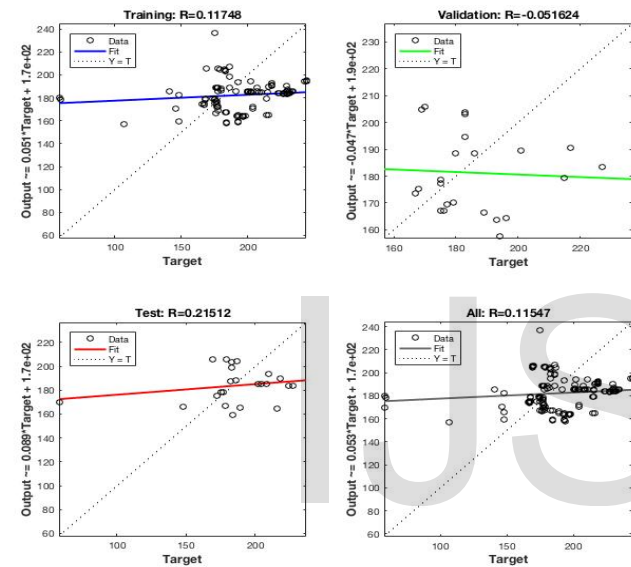 Training: R=0.11748
Output ~= 0.051*Target + 1.7e+02
240
220
200
180
160
140
120
100
80
60
Data
Fit
Y = T
100
150
200
Target
Validation: R=-0.051624
Output ~= -0.047*Target + 1.9e+02
230
220
210
200
190
180
170
160
Data
Fit
Y = T
160
180
200
220
Target
Test: R=0.21512
Output ~= 0.089*Target + 1.7e+02
220
200
180
160
140
120
100
80
60
Data
Fit
Y = T
100
150
200
Target
All: R=0.11547
Output ~= 0.053*Target + 1.7e+02
240
220
200
180
160
140
120
100
80
60
Data
Fit
Y = T
100
150
200
Target
IUS